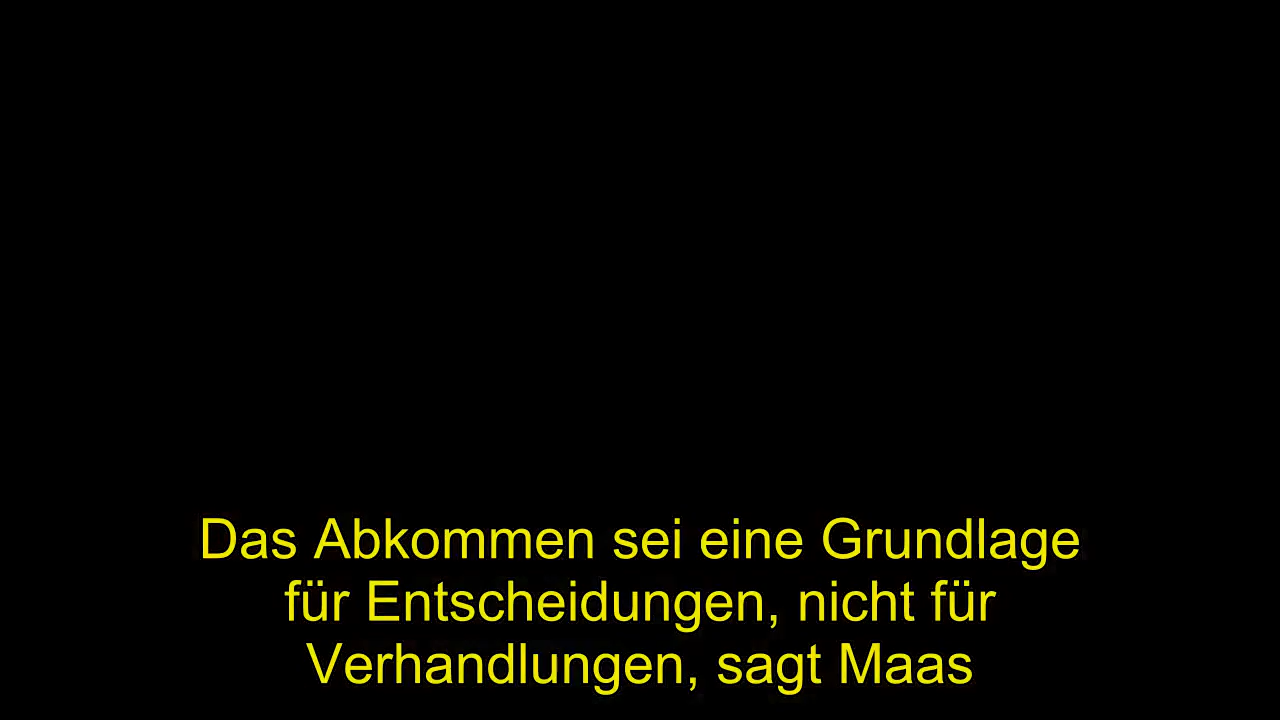 Das Abkommen sei eine Grundlage
für Entscheidungen, nicht für
Verhandlungen, sagt Maas